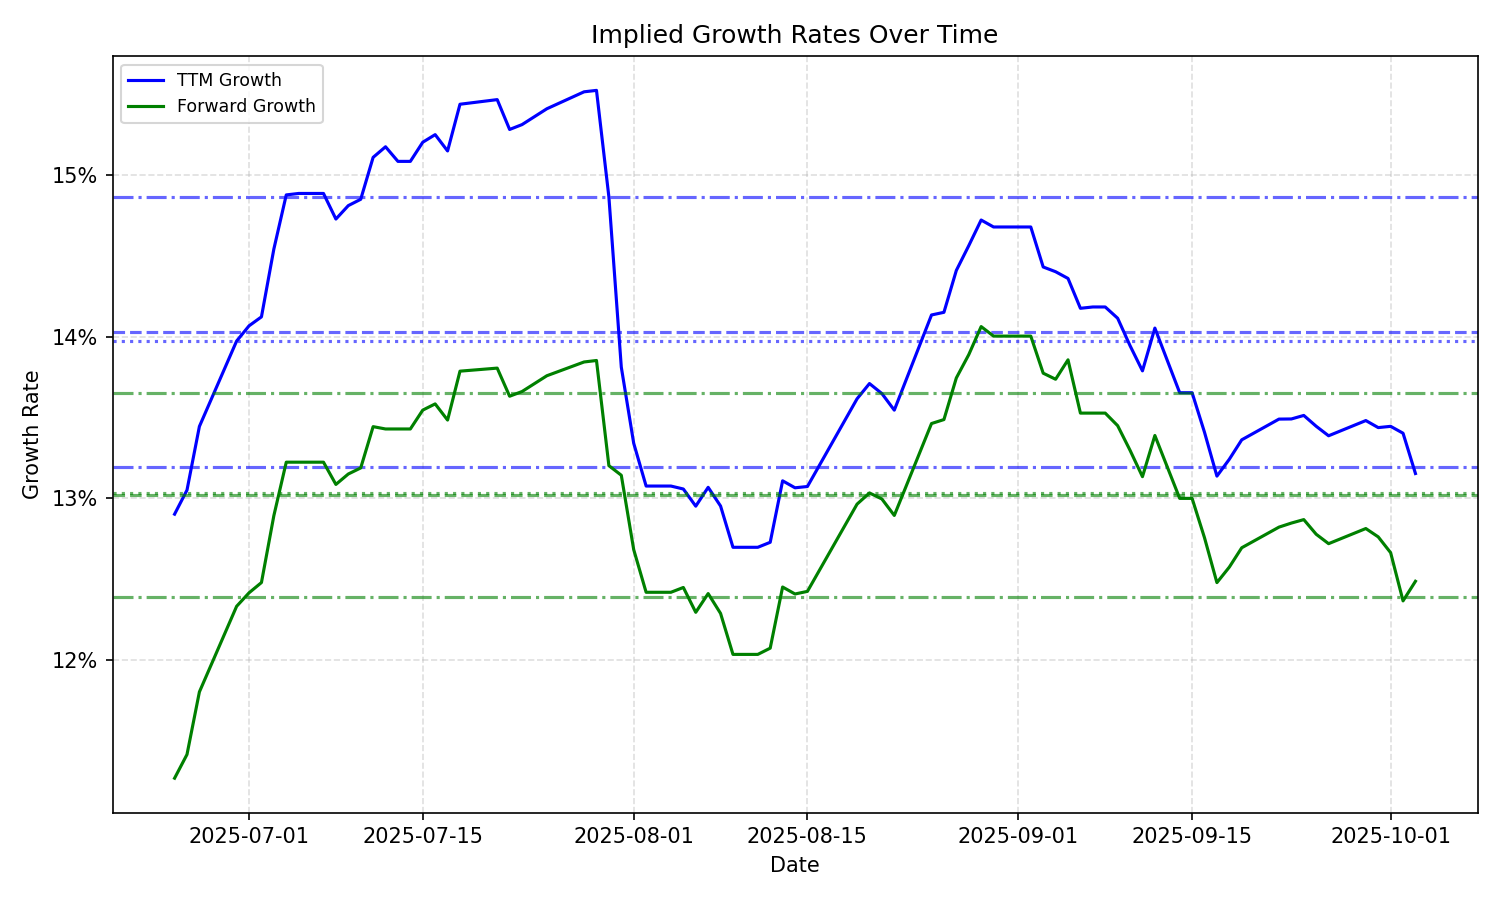 Implied Growth Rates Over Time
TTM Growth
Forward Growth
15%
14%
13%
12%
Growth Rate
2025-07-01
2025-07-15
2025-08-01
2025-08-15
2025-09-01
2025-09-15
2025-10-01
Date